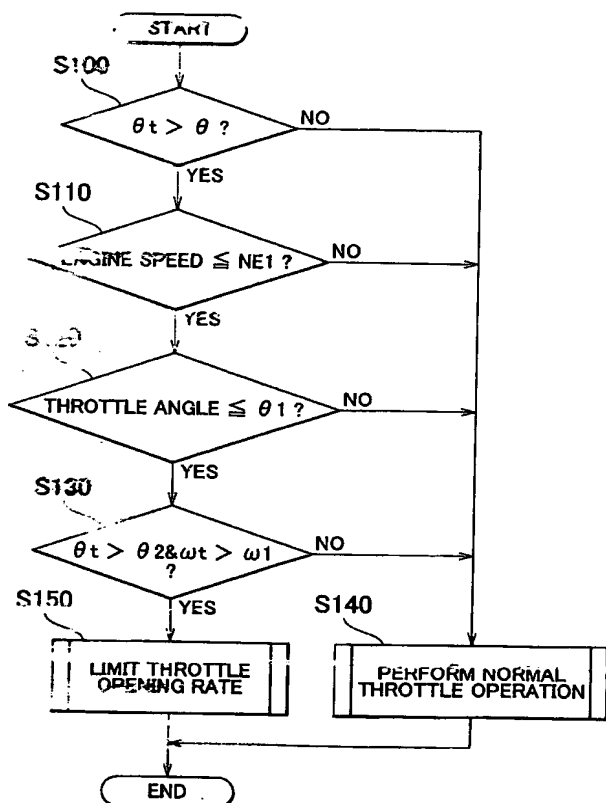 START
S100
θt > θ ?
NO
YES
S110
ENGINE SPEED ≦ NE1 ?
NO
YES
THROTTLE ANGLE ≦ θ1 ?
NO
YES
S130
θt > θ2&ωt > ω1
?
NO
YES
S150
LIMIT THROTTLE
OPENING RATE
S140
PERFORM NORMAL
THROTTLE OPERATION
END